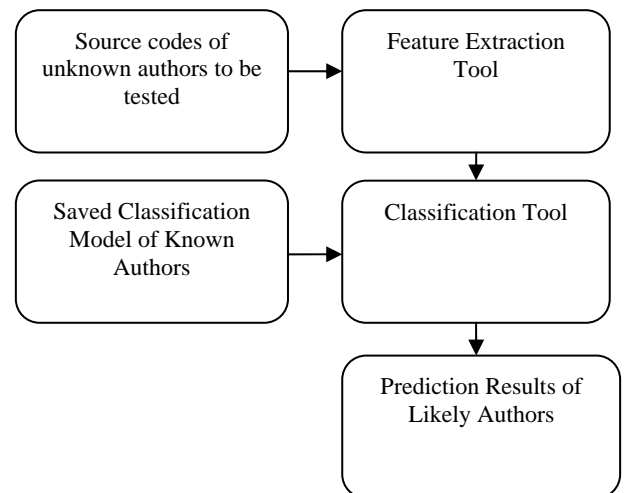 Source codes of
unknown authors to be
tested
Feature Extraction
Tool
Saved Classification
Model of Known
Authors
Classification Tool
Prediction Results of
Likely Authors